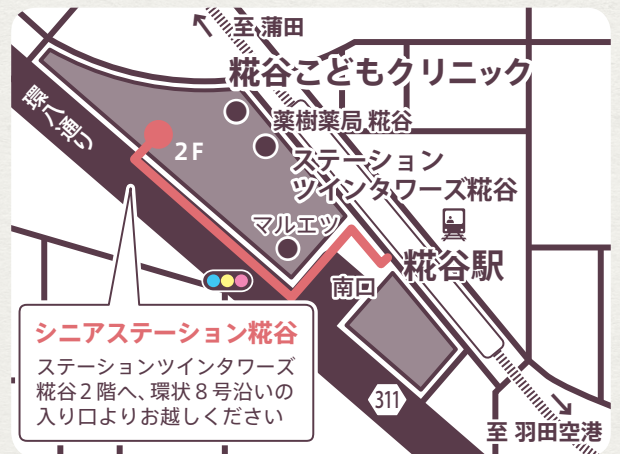 至 蒲田
糀谷こどもクリニック
環八通り
薬樹薬局 糀谷
2F
ステーション
ツインタワーズ糀谷
マルエツ
糀谷駅
南口
シニアステーション糀谷
ステーションツインタワーズ
糀谷2階へ、環状8号沿いの
入り口よりお越しください
311
至 羽田空港